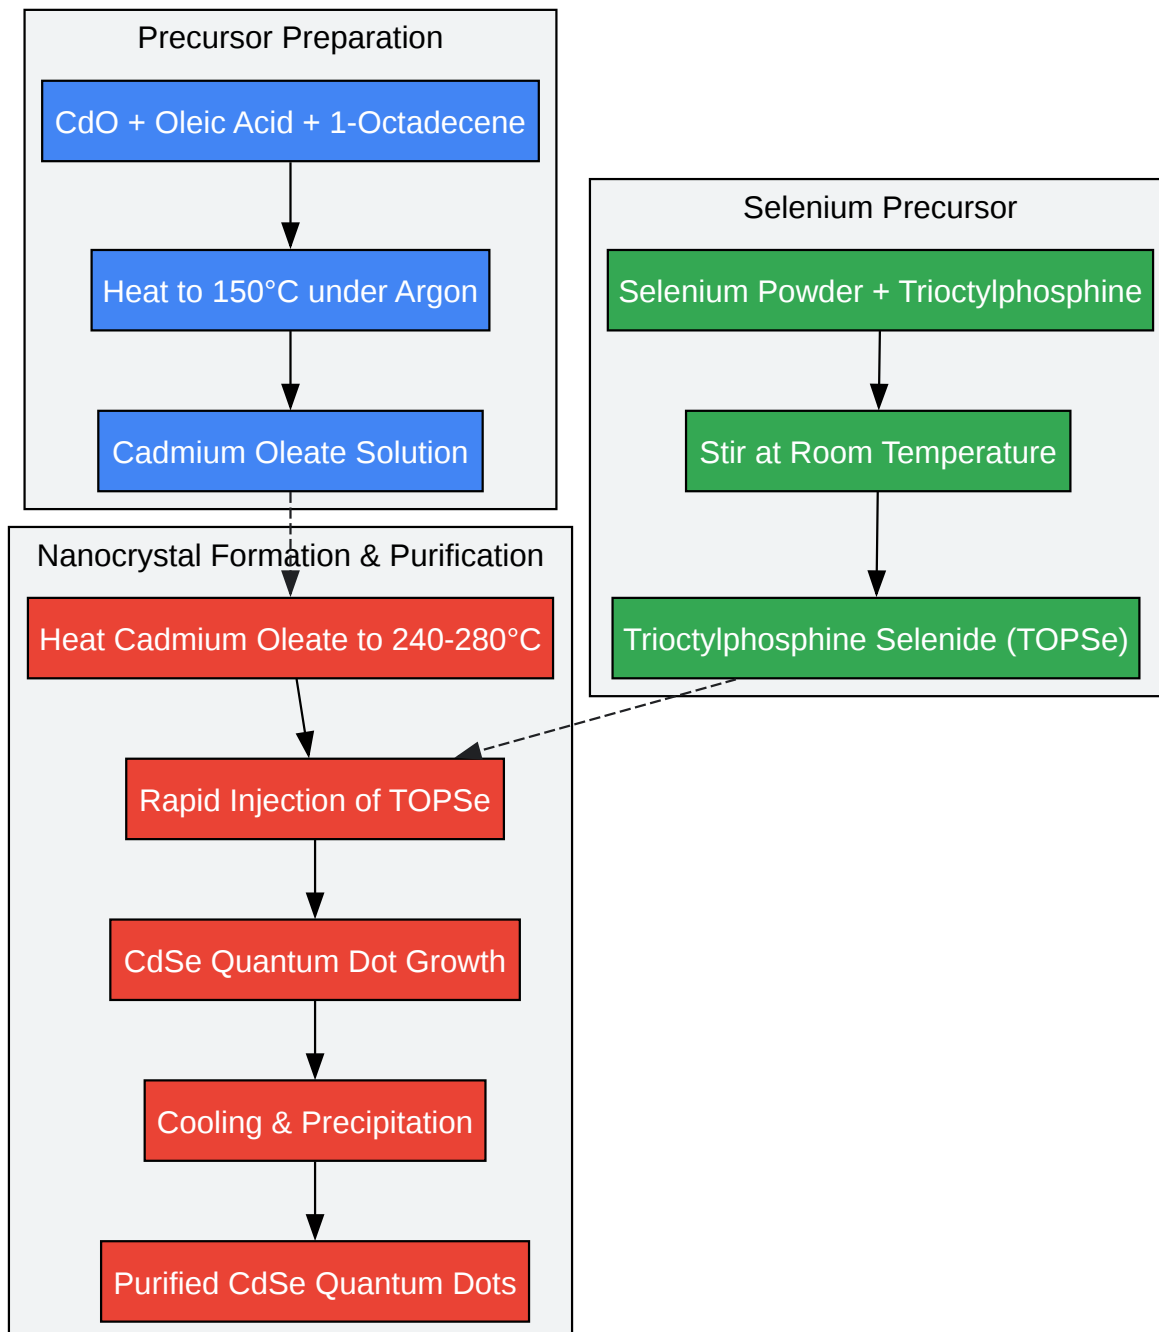 Precursor Preparation
CdO + Oleic Acid + 1-Octadecene
Heat to 150°C under Argon
Cadmium Oleate Solution
Selenium Precursor
Selenium Powder + Trioctylphosphine
Stir at Room Temperature
Trioctylphosphine Selenide (TOPSe)
Nanocrystal Formation & Purification
Heat Cadmium Oleate to 240-280°C
Rapid Injection of TOPSe
CdSe Quantum Dot Growth
Cooling & Precipitation
Purified CdSe Quantum Dots